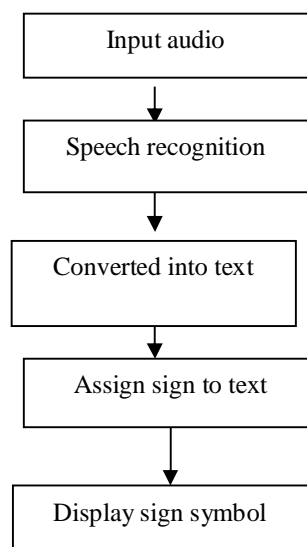 Input audio
Speech recognition
Converted into text
Assign sign to text
Display sign symbol